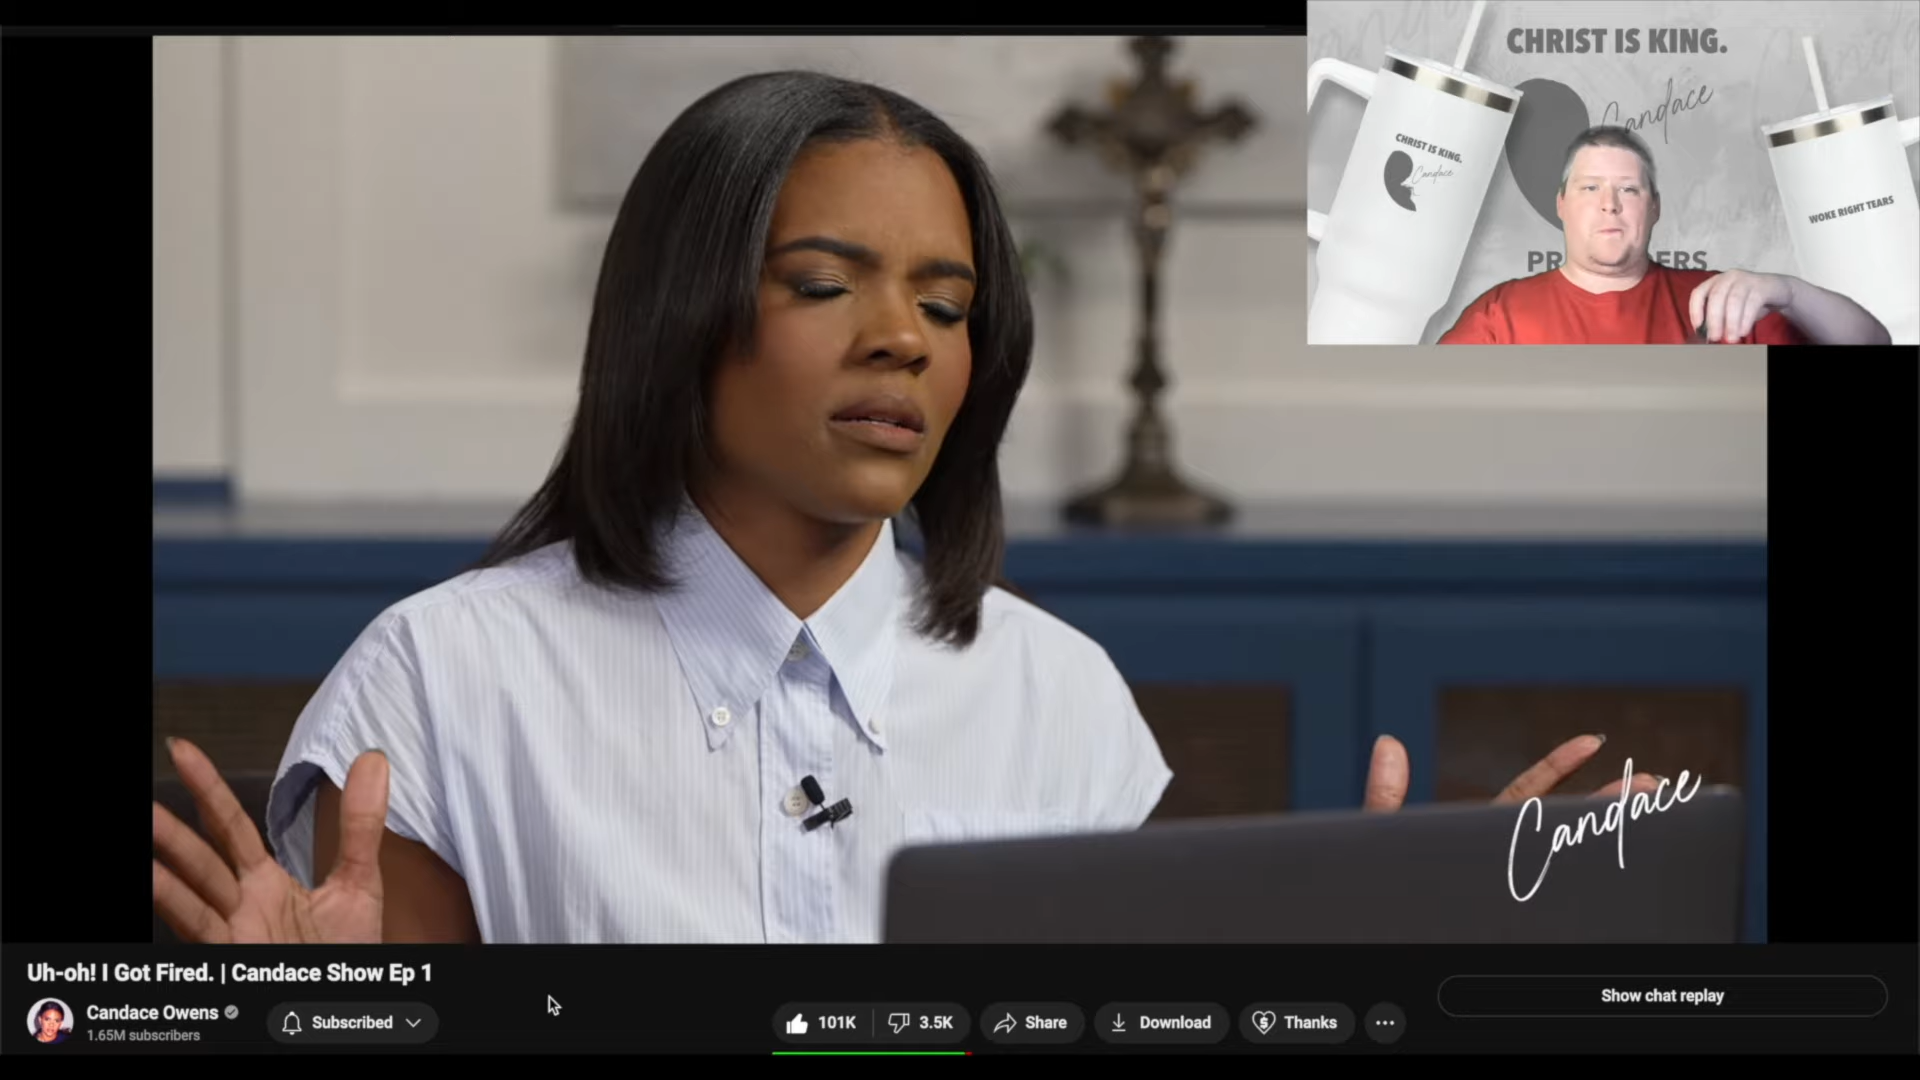 CHRIST IS KING.
Candace
CHRIST IS KING.
Candace
WOKE RIGHT TEARS
Candace
Uh-oh! I Got Fired. | Candace Show Ep 1
Candace Owens
1.65M subscribers
Subscribed
101K
3.5K
Share
Download
Thanks
Show chat replay